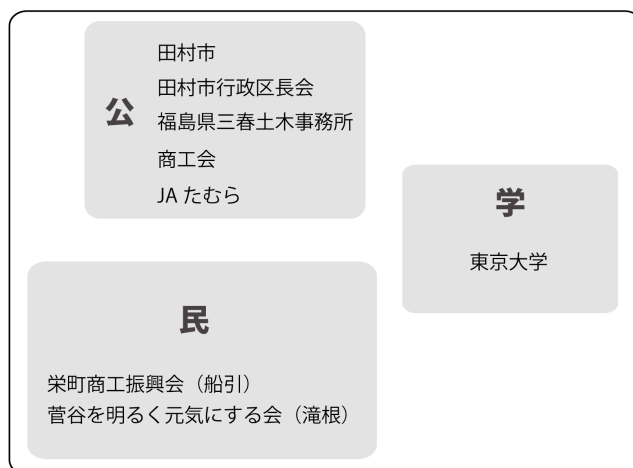 公
田村市
田村市行政区長会
福島県三春土木事務所
商工会
JA たむら
学
東京大学
民
栄町商工振興会（船引）
菅谷を明るく元気にする会（滝根）